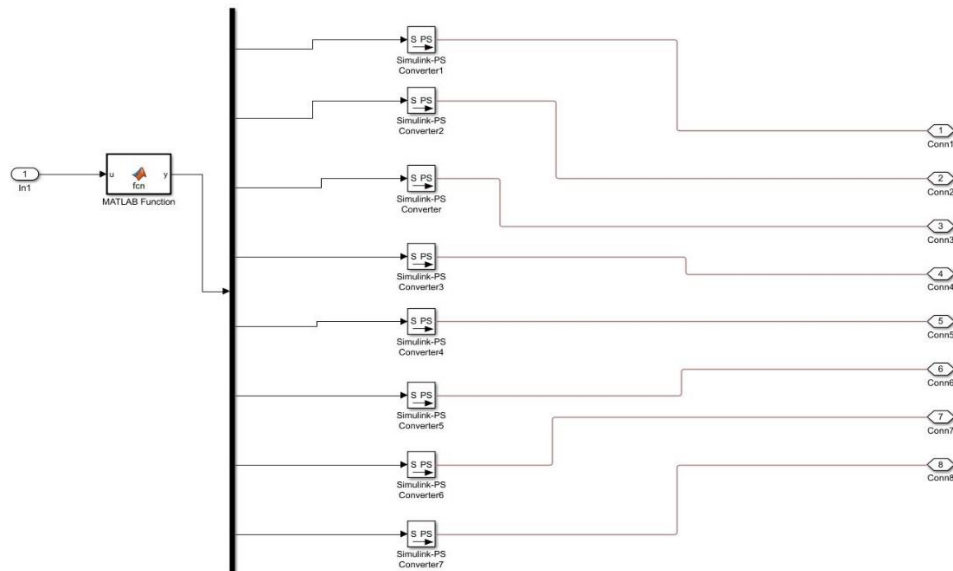 S PS
Simulink-PS
Converter1
S PS
Simulink-PS
Converter2
1
Conn1
1
In1
u
fcn
y
MATLAB Function
S PS
Simulink-PS
Converter
2
Conn2
3
Conn3
S PS
Simulink-PS
Converter3
4
Conn4
S PS
Simulink-PS
Converter4
5
Conn5
S PS
Simulink-PS
Converter5
6
Conn6
7
Conn7
S PS
Simulink-PS
Converter6
8
Conn8
S PS
Simulink-PS
Converter7